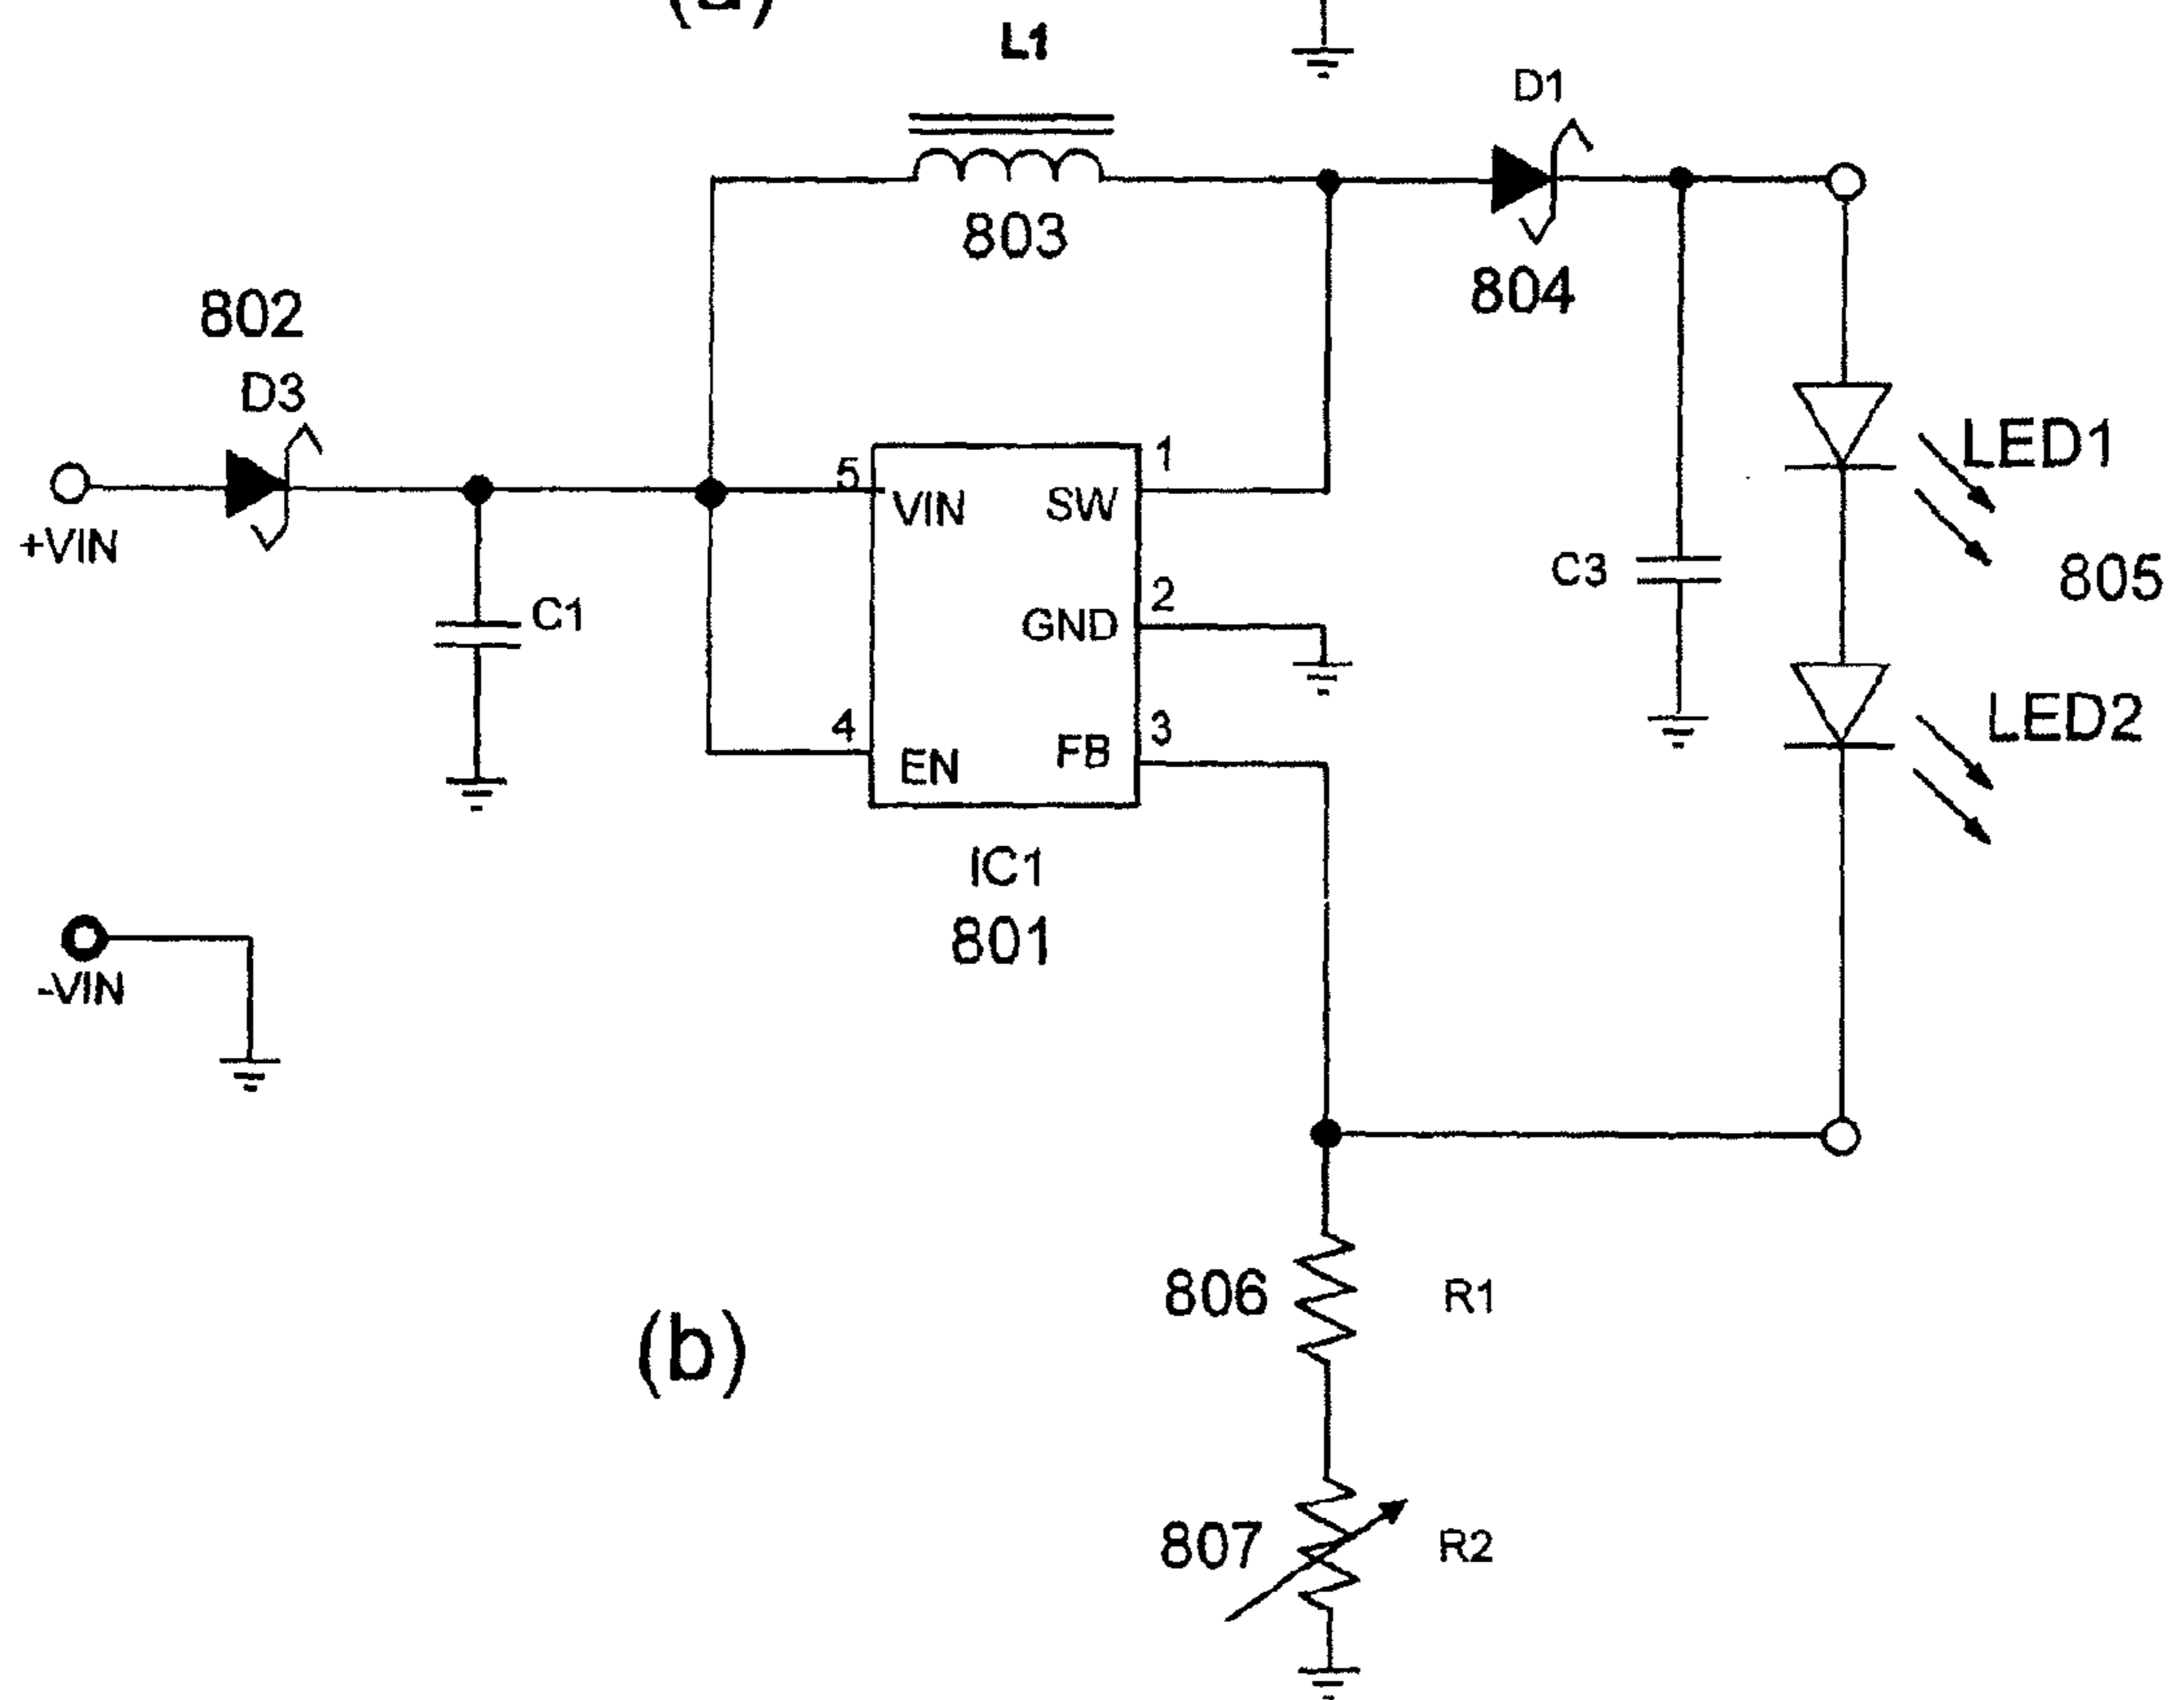 L1
D1
803
804
802
D3
+VIN
C1
5
VIN
SW
1
GND
2
4
EN
FB
3
C3
LED1
805
LED2
IC1
801
-VIN
806
R1
(b)
807
R2